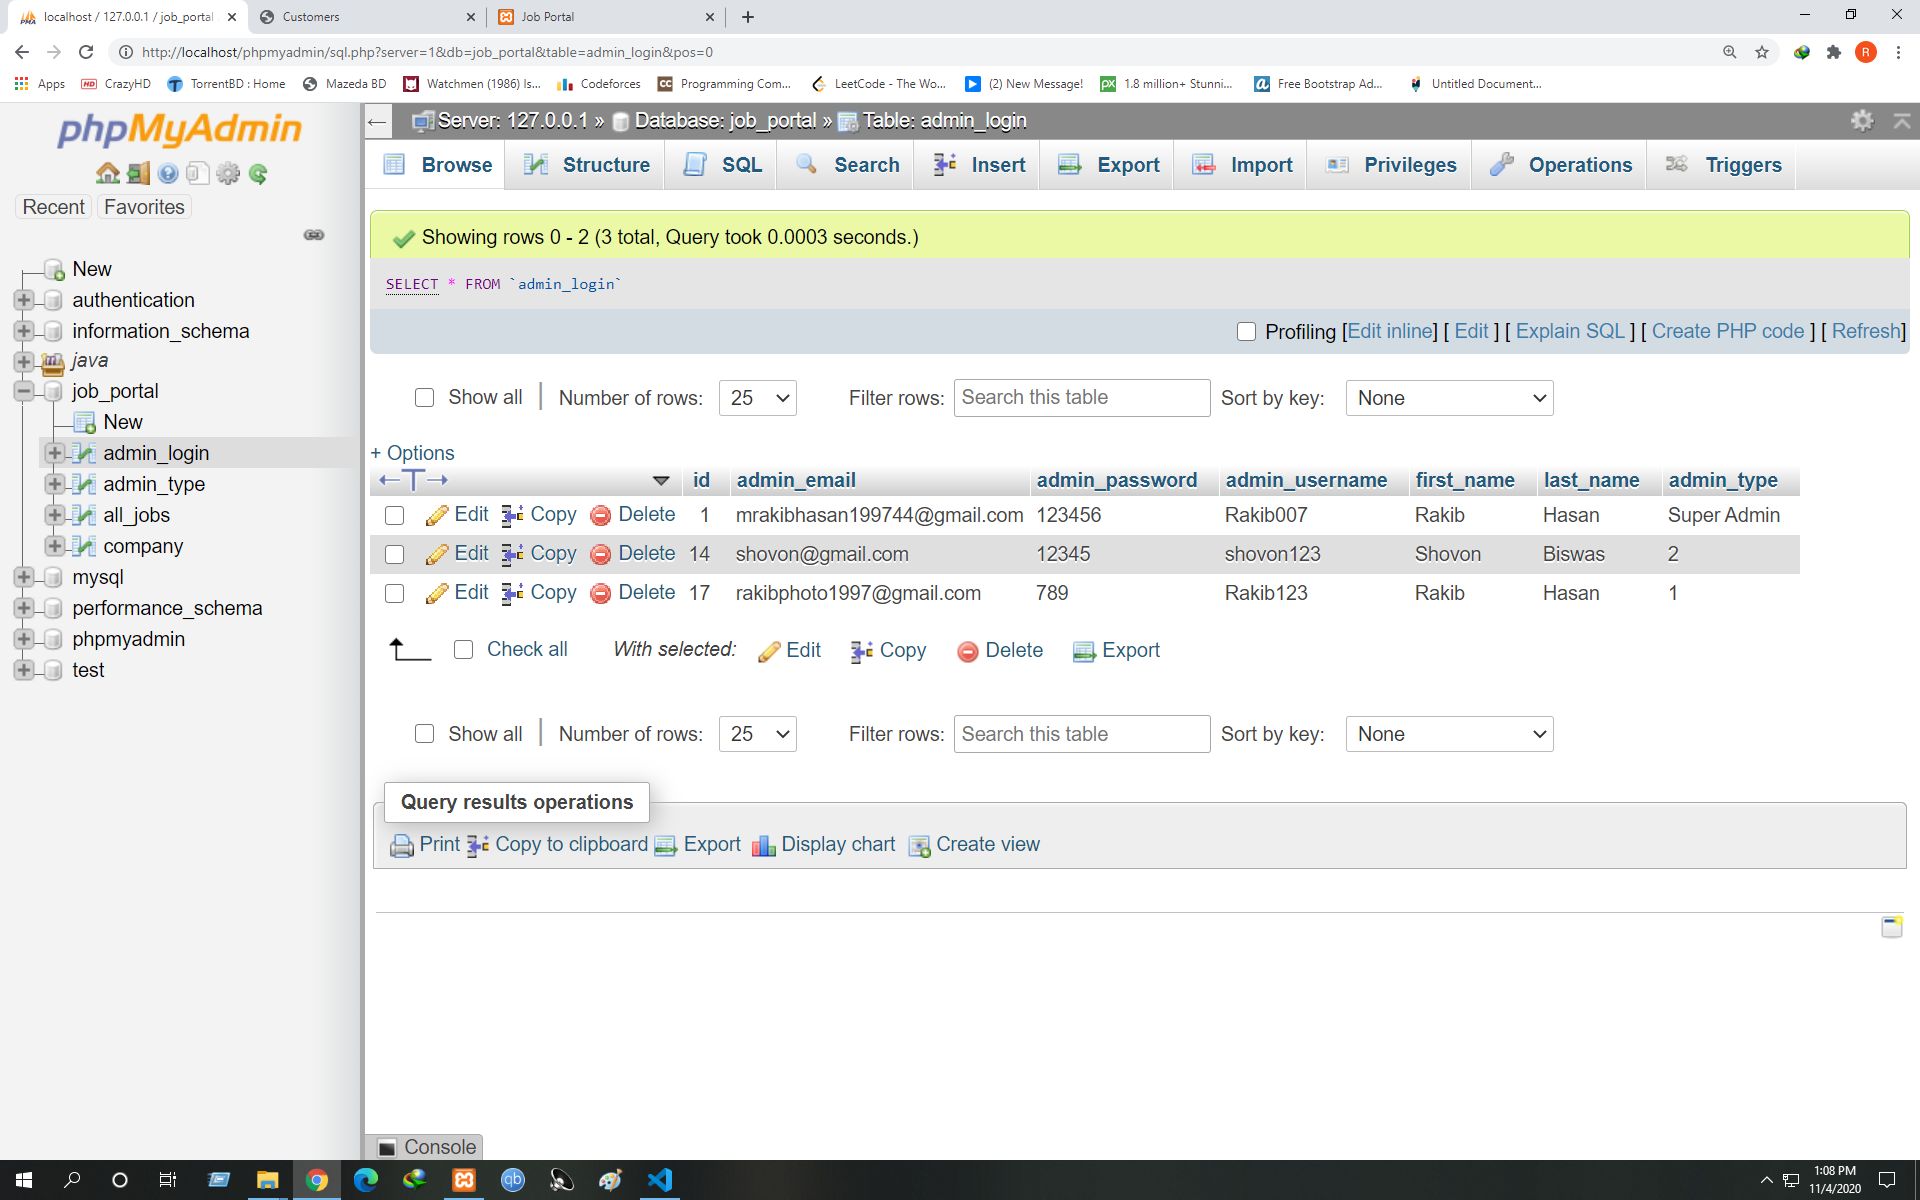 localhost / 127.0.0.1 / job_portal
Customers
Job Portal
http://localhost/phpmyadmin/sql.php?server=1&db=job_portal&table=admin_login&pos=0
R
Apps
HD CrazyHD
TorrentBD : Home
Mazeda BD
Watchmen (1986) Is...
Codeforces
CC Programming Com...
LeetCode - The Wo...
(2) New Message!
px 1.8 million+ Stunni...
Free Bootstrap Ad...
Untitled Document...
phpMyAdmin
Recent Favorites
New
authentication
information_schema
java
job_portal
New
admin_login
admin_type
all_jobs
company
mysql
performance_schema
phpmyadmin
test
Server: 127.0.0.1 » Database: job_portal » Table: admin_login
Browse Structure SQL Search Insert Export Import Privileges Operations Triggers
Showing rows 0 - 2 (3 total, Query took 0.0003 seconds.)
SELECT * FROM `admin_login`
Profiling [Edit inline] [ Edit ] [ Explain SQL ] [ Create PHP code ] [ Refresh]
Show all | Number of rows: 25 Filter rows: Search this table Sort by key: None
+ Options
←T→ id admin_email admin_password admin_username first_name last_name admin_type
Edit Copy Delete 1 mrakibhasan199744@gmail.com 123456 Rakib007 Rakib Hasan Super Admin
Edit Copy Delete 14 shovon@gmail.com 12345 shovon123 Shovon Biswas 2
Edit Copy Delete 17 rakibphoto1997@gmail.com 789 Rakib123 Rakib Hasan 1
Check all With selected: Edit Copy Delete Export
Show all | Number of rows: 25 Filter rows: Search this table Sort by key: None
Query results operations
Print Copy to clipboard Export Display chart Create view
Console
qb
1:08 PM
11/4/2020